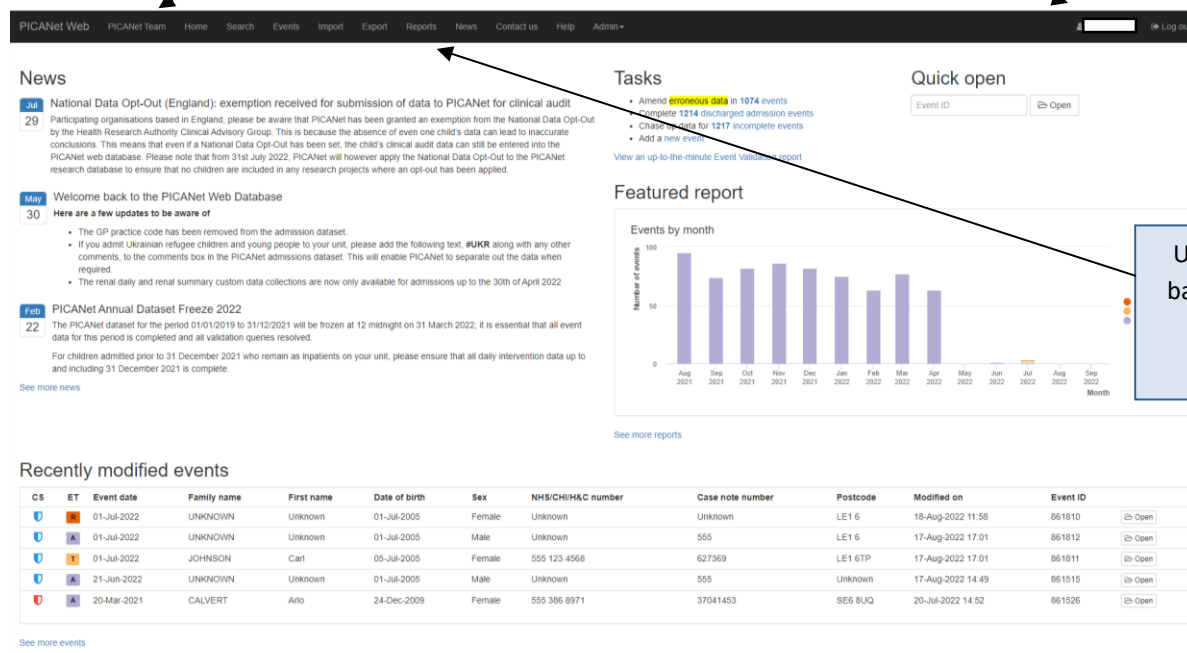 PICANet Web PICANet Team Home Search Events Import Export Reports News Contact us Help Admin Log ou
News
Jul 29
National Data Opt-Out (England): exemption received for submission of data to PICANet for clinical audit
Participating organisations based in England, please be aware that PICANet has been granted an exemption from the National Data Opt-Out
by the Health Research Authority Clinical Advisory Group. This is because the absence of even one child's data can lead to inaccurate
conclusions. This means that even if a National Data Opt-Out has been set, the child's clinical audit data can still be entered into the
PICANet web database. Please note that from 31st July 2022, PICANet will however apply the National Data Opt-Out to the PICANet
research database to ensure that no children are included in any research projects where an opt-out has been applied.
May 30
Welcome back to the PICANet Web Database
Here are a few updates to be aware of
• The GP practice code has been removed from the admission dataset.
• If you admit Ukrainian refugee children and young people to your unit, please add the following text, #UKR along with any other
comments, to the comments box in the PICANet admissions dataset. This will enable PICANet to separate out the data when
required.
• The renal daily and renal summary custom data collections are now only available for admissions up to the 30th of April 2022
Feb 22
PICANet Annual Dataset Freeze 2022
The PICANet dataset for the period 01/01/2019 to 31/12/2021 will be frozen at 12 midnight on 31 March 2022; it is essential that all event
data for this period is completed and all validation queries resolved.
For children admitted prior to 31 December 2021 who remain as inpatients on your unit, please ensure that all daily intervention data up to
and including 31 December 2021 is complete.
See more news
Tasks
• Amend erroneous data in 1074 events
• Complete 1214 discharged admission events
• Chase up data for 1217 incomplete events
• Add a new event
View an up-to-the-minute Event Validation report
Quick open
Event ID Open
Featured report
Events by month
Number of events
100
50
0
Aug 2021 Sep 2021 Oct 2021 Nov 2021 Dec 2021 Jan 2022 Feb 2022 Mar 2022 Apr 2022 May 2022 Jun 2022 Jul 2022 Aug 2022 Sep 2022
Month
U
ba
See more reports
Recently modified events
CS ET Event date Family name First name Date of birth Sex NHS/CHI/H&C number Case note number Postcode Modified on Event ID
R 01-Jul-2022 UNKNOWN Unknown 01-Jul-2005 Female Unknown Unknown LE1 6 18-Aug-2022 11:58 861810 Open
A 01-Jul-2022 UNKNOWN Unknown 01-Jul-2005 Male Unknown 555 LE1 6 17-Aug-2022 17:01 861812 Open
T 01-Jul-2022 JOHNSON Carl 05-Jul-2005 Female 555 123 4568 627369 LE1 6TP 17-Aug-2022 17:01 861811 Open
A 21-Jun-2022 UNKNOWN Unknown 01-Jul-2005 Male Unknown 555 Unknown 17-Aug-2022 14:49 861515 Open
A 20-Mar-2021 CALVERT Arlo 24-Dec-2009 Female 555 386 8971 37041453 SE6 8UQ 20-Jul-2022 14:52 861526 Open
See more events